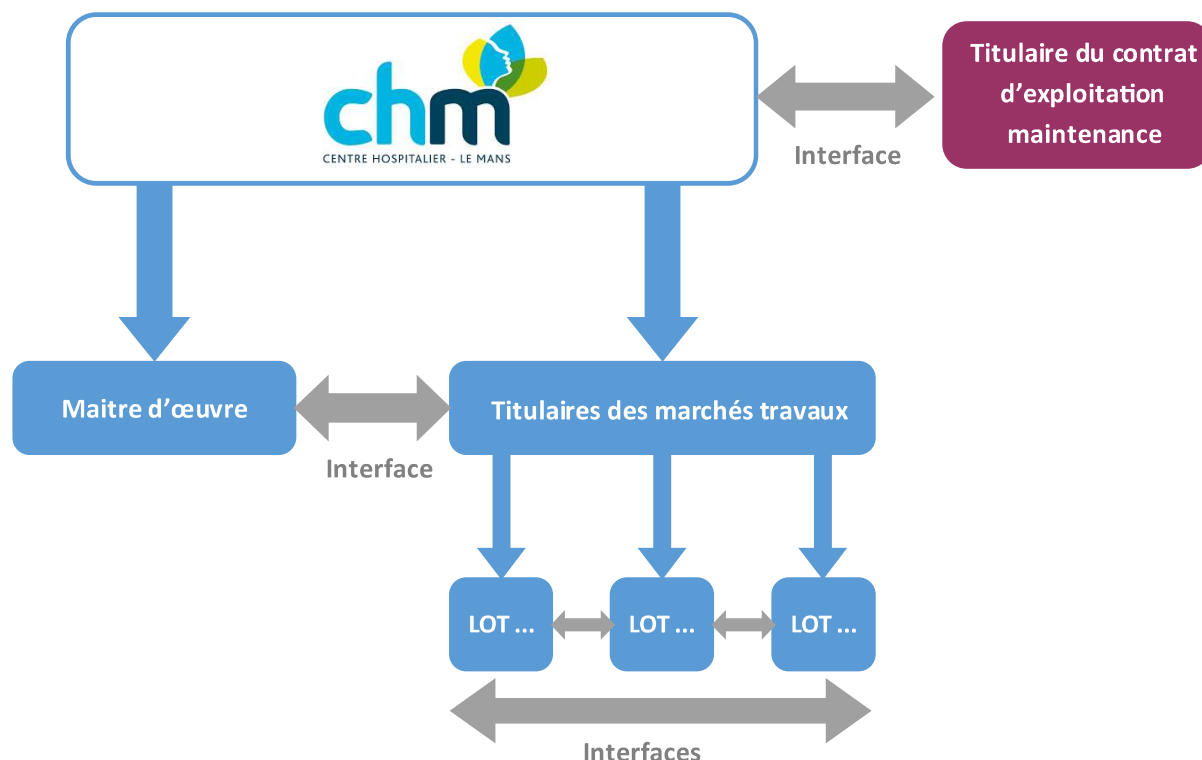 chm
CENTRE HOSPITALIER - LE MANS
Titulaire du contrat
d’exploitation
maintenance
Interface
Maitre d’œuvre
Titulaires des marchés travaux
Interface
LOT ...
LOT ...
LOT ...
Interfaces